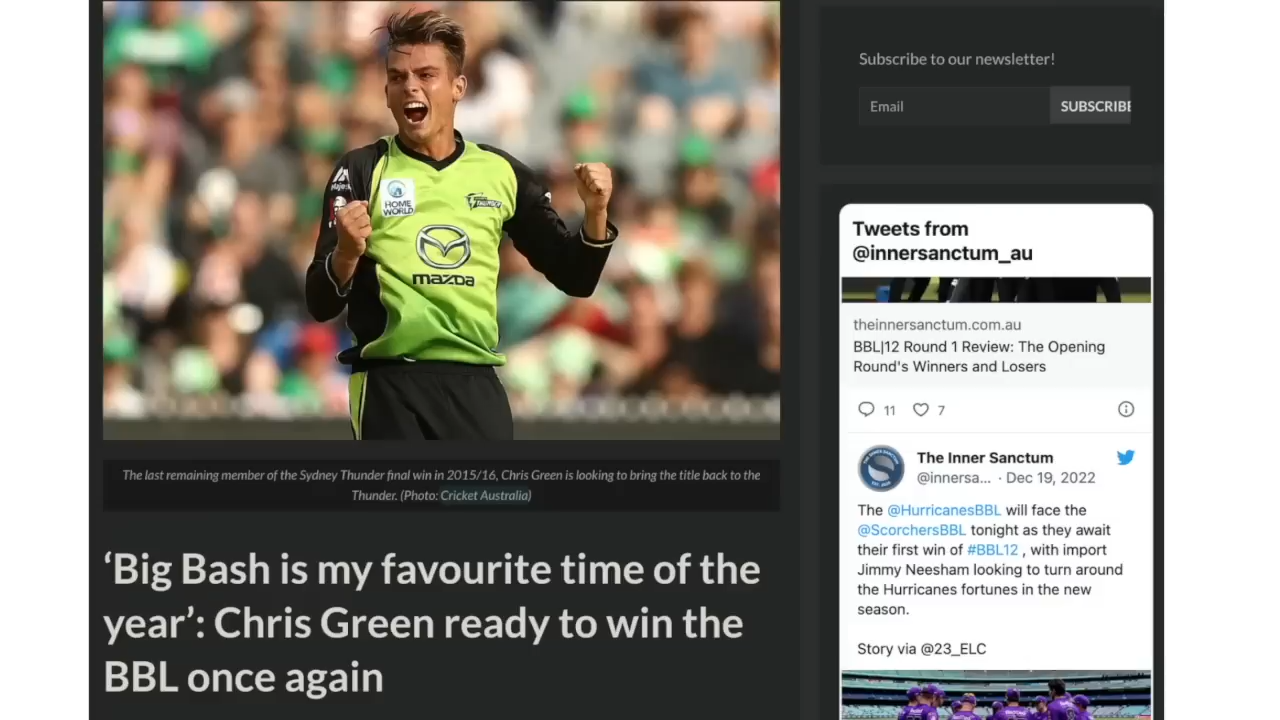 HOME
WORLD
THUNDER
mazda
The last remaining member of the Sydney Thunder final win in 2015/16, Chris Green is looking to bring the title back to the
Thunder. (Photo: Cricket Australia)
‘Big Bash is my favourite time of the
year’: Chris Green ready to win the
BBL once again
Subscribe to our newsletter!
Email SUBSCRIBE
Tweets from
@innersanctum_au
theinnersanctum.com.au
BBL|12 Round 1 Review: The Opening
Round's Winners and Losers
11 7
The Inner Sanctum
@innersa... · Dec 19, 2022
The @HurricanesBBL will face the
@ScorchersBBL tonight as they await
their first win of #BBL12 , with import
Jimmy Neesham looking to turn around
the Hurricanes fortunes in the new
season.
Story via @23_ELC